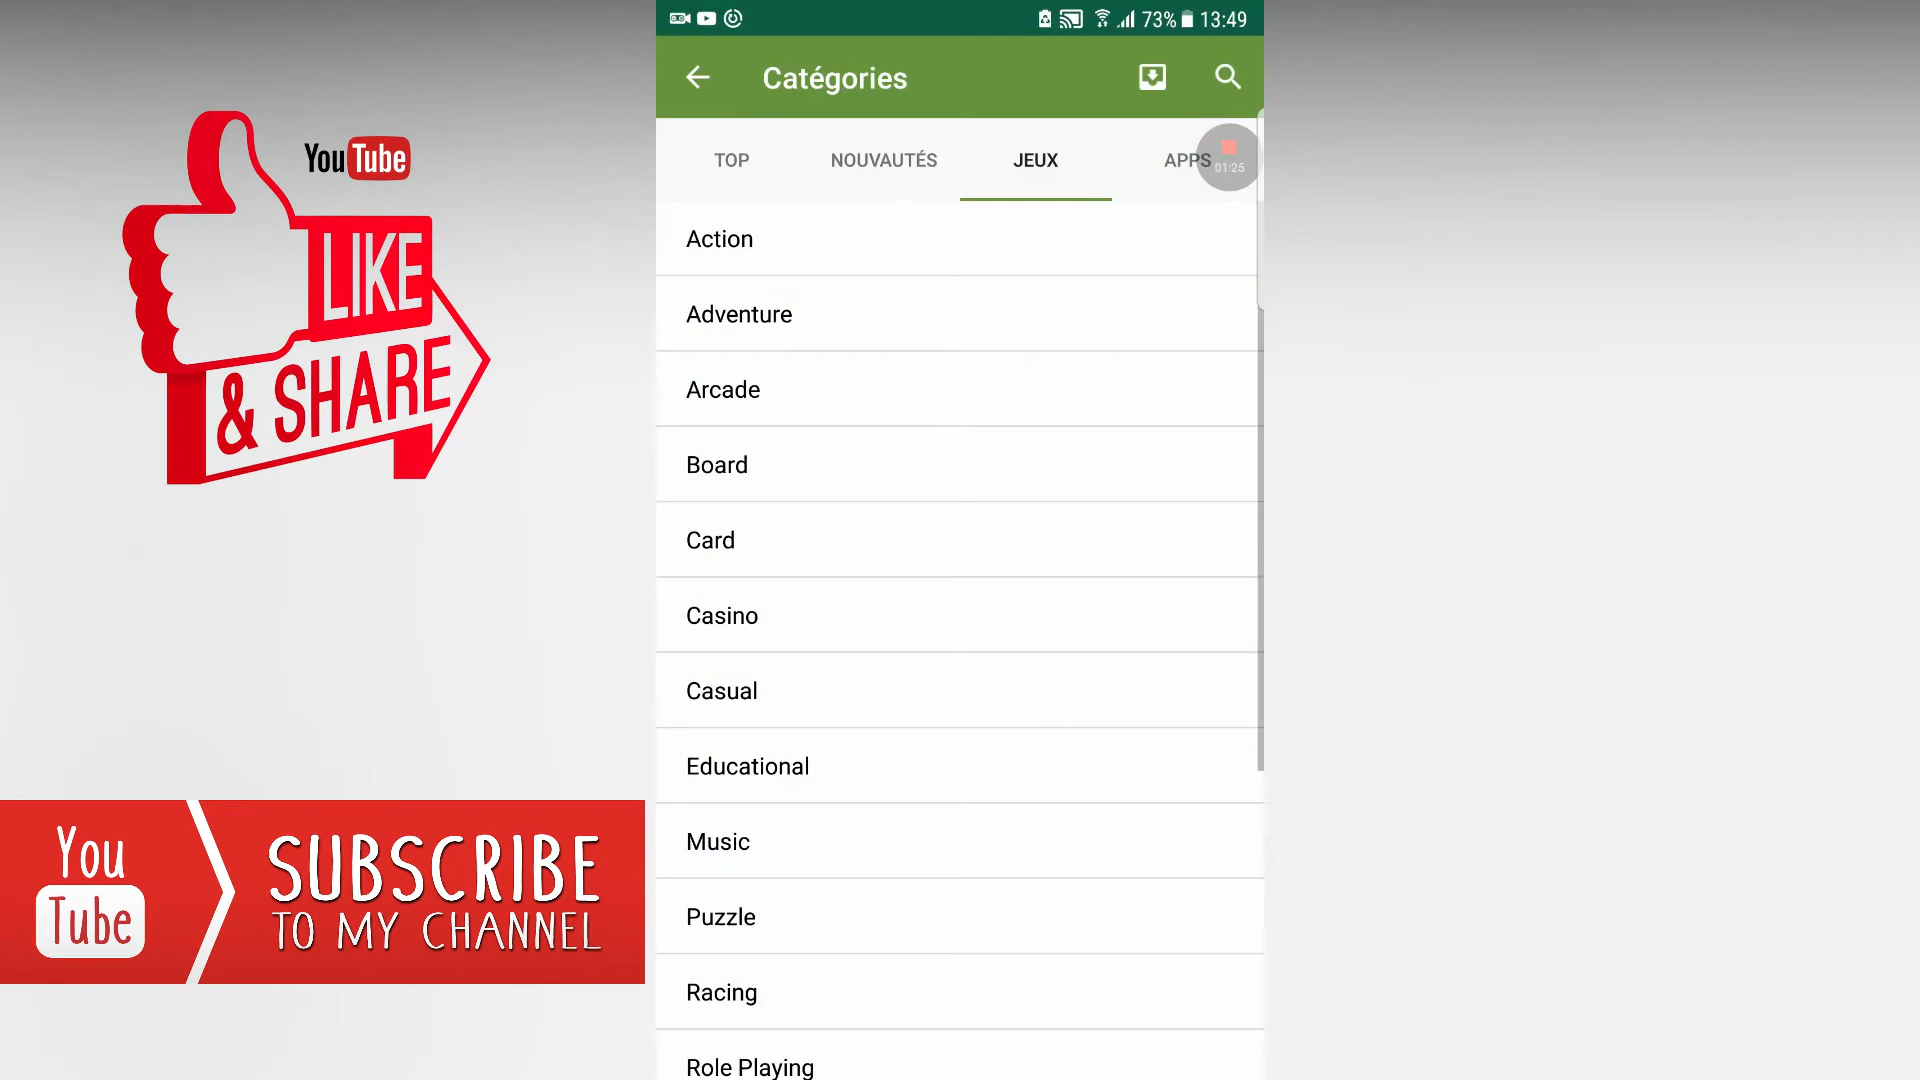 YouTube
LIKE
& SHARE
You
Tube
SUBSCRIBE
TO MY CHANNEL
73% 13:49
Catégories
TOP NOUVAUTÉS JEUX APPS
01:25
Action
Adventure
Arcade
Board
Card
Casino
Casual
Educational
Music
Puzzle
Racing
Role Playing